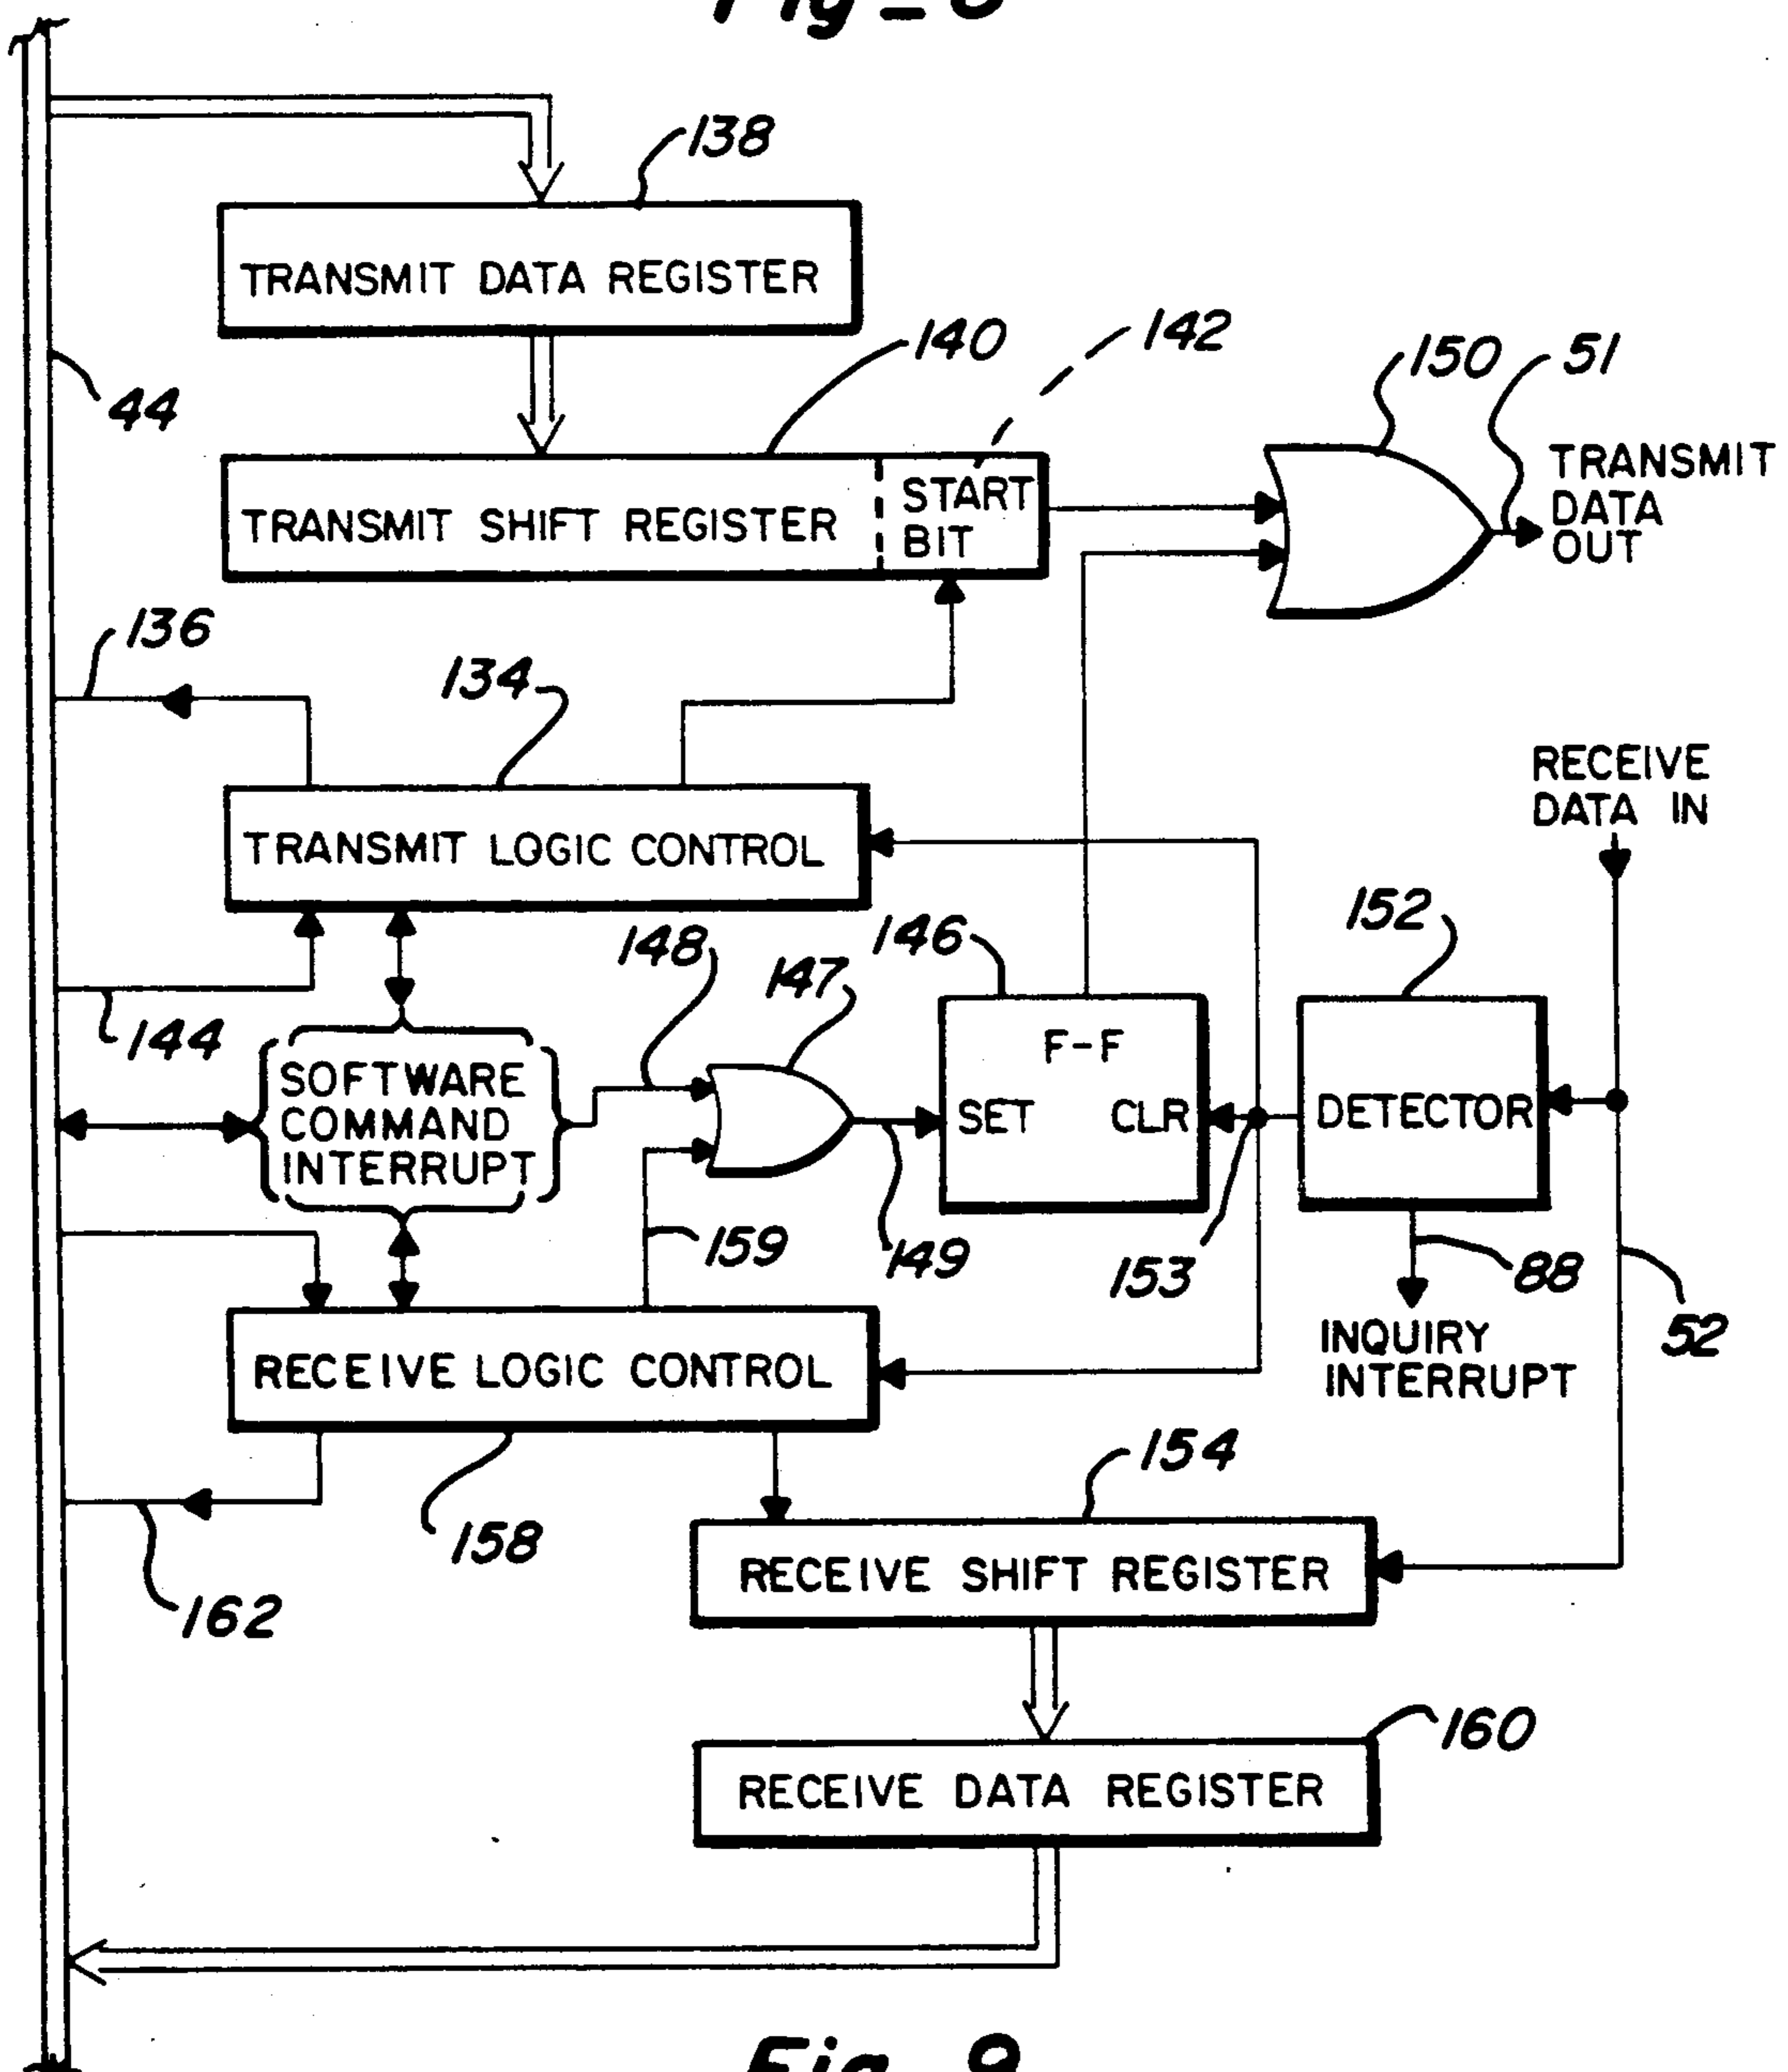 138
TRANSMIT DATA REGISTER
140
142
150
51
44
TRANSMIT
DATA
OUT
TRANSMIT SHIFT REGISTER
START
BIT
136
134
RECEIVE
DATA IN
TRANSMIT LOGIC CONTROL
152
148
146
147
144
F-F
SOFTWARE
COMMAND
INTERRUPT
SET CLR
DETECTOR
159
149
153
88
52
INQUIRY
INTERRUPT
RECEIVE LOGIC CONTROL
154
158
RECEIVE SHIFT REGISTER
162
160
RECEIVE DATA REGISTER